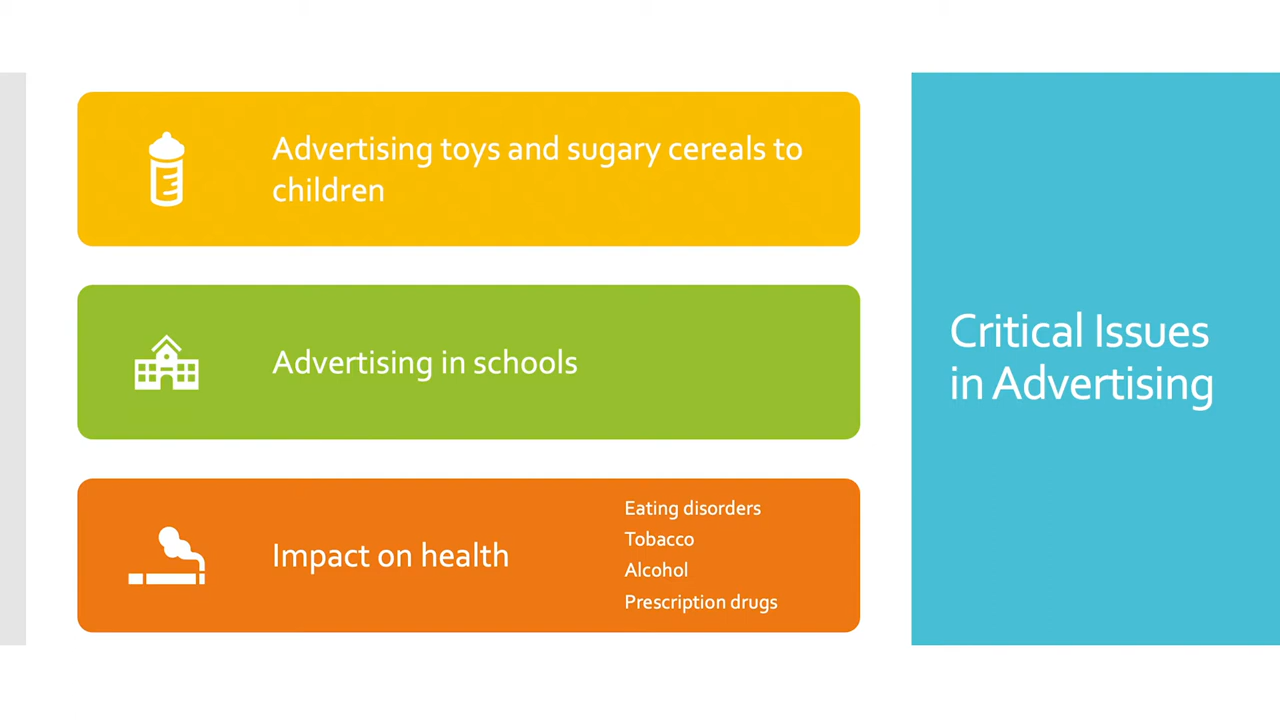 Advertising toys and sugary cereals to
children
Advertising in schools
Impact on health
Eating disorders
Tobacco
Alcohol
Prescription drugs
Critical Issues
in Advertising